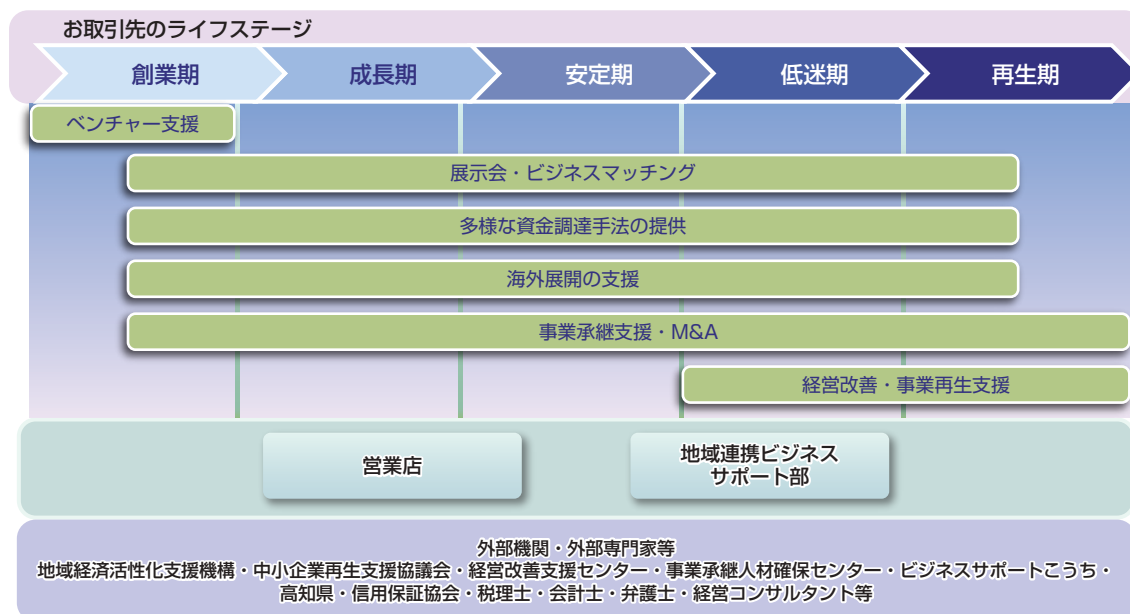 お取引先のライフステージ
創業期
成長期
安定期
低迷期
再生期
ベンチャー支援
展示会・ビジネスマッチング
多様な資金調達手法の提供
海外展開の支援
事業承継支援・M&A
経営改善・事業再生支援
営業店
地域連携ビジネス
サポート部
外部機関・外部専門家等
地域経済活性化支援機構・中小企業再生支援協議会・経営改善支援センター・事業承継人材確保センター・ビジネスサポートこうち・
高知県・信用保証協会・税理士・会計士・弁護士・経営コンサルタント等